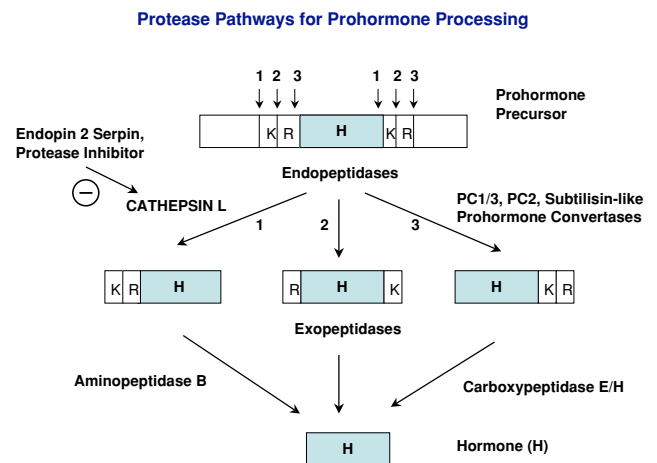 Protease Pathways for Prohormone Processing
1 2 3 1 2 3
Prohormone
Precursor
K R H K R
Endopin 2 Serpin,
Protease Inhibitor
Endopeptidases
CATHEPSIN L
PC1/3, PC2, Subtilisin-like
Prohormone Convertases
1 2 3
K R H R H K H K R
Exopeptidases
Aminopeptidase B
Carboxypeptidase E/H
H
Hormone (H)